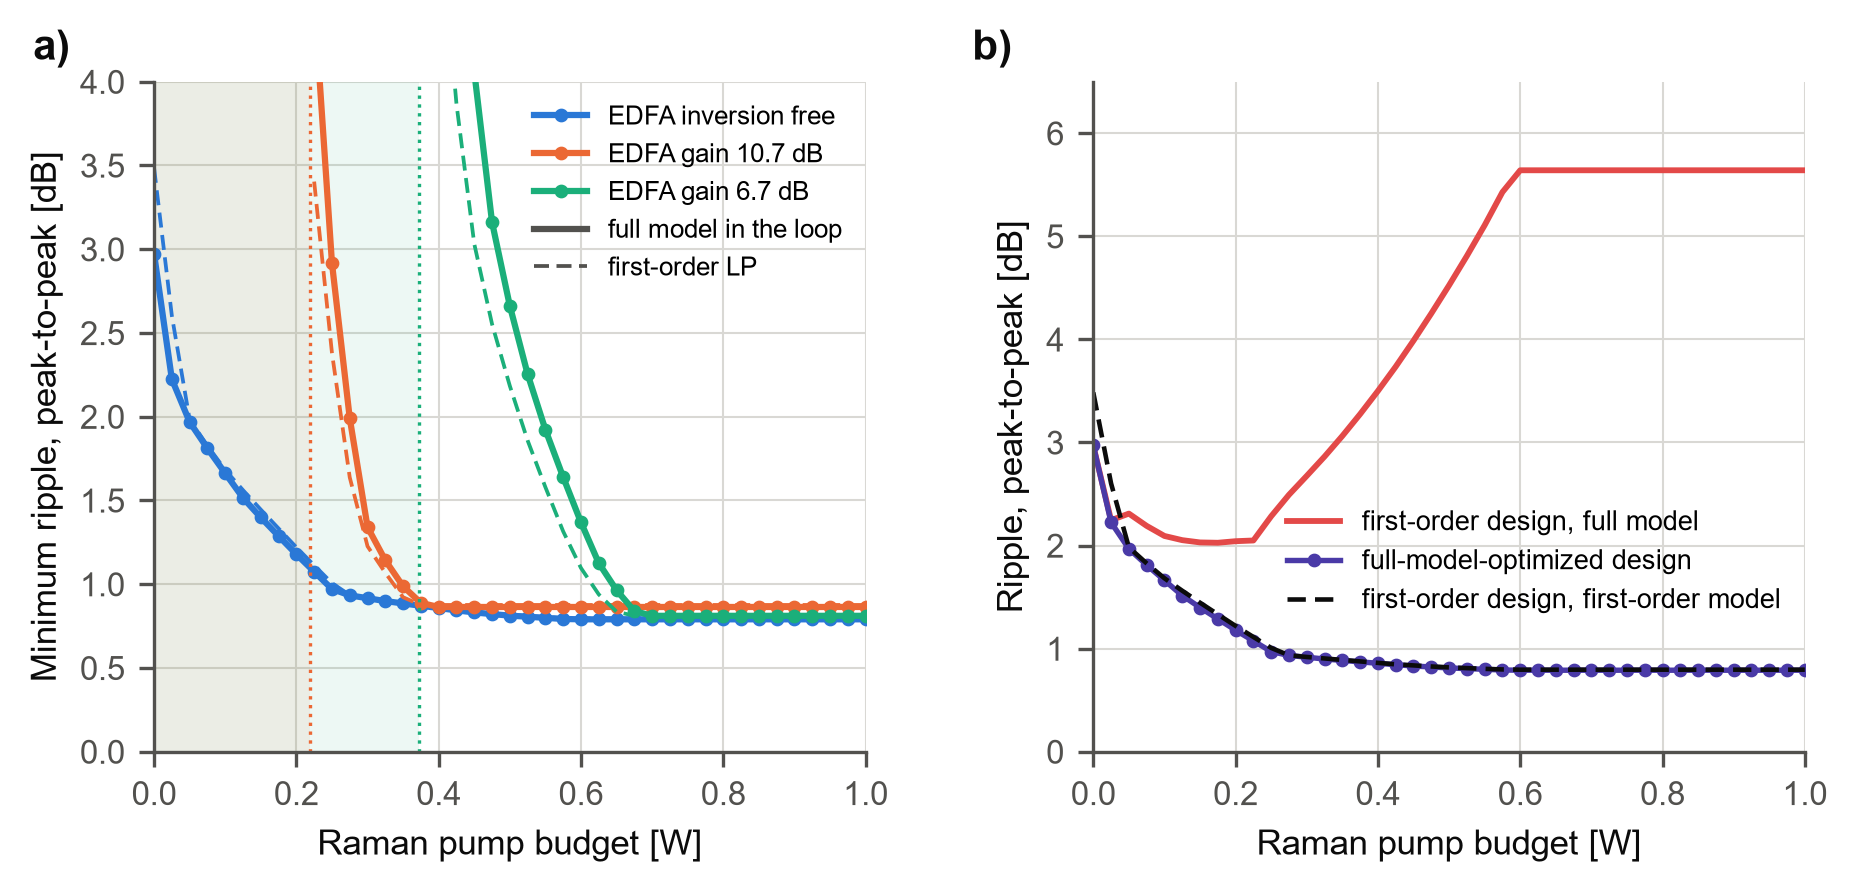 a)
Minimum ripple, peak-to-peak [dB]
4.0
3.5
3.0
2.5
2.0
1.5
1.0
0.5
0.0
EDFA inversion free
EDFA gain 10.7 dB
EDFA gain 6.7 dB
full model in the loop
first-order LP
0.0 0.2 0.4 0.6 0.8 1.0
Raman pump budget [W]
b)
Ripple, peak-to-peak [dB]
6
5
4
3
2
1
0
first-order design, full model
full-model-optimized design
first-order design, first-order model
0.0 0.2 0.4 0.6 0.8 1.0
Raman pump budget [W]